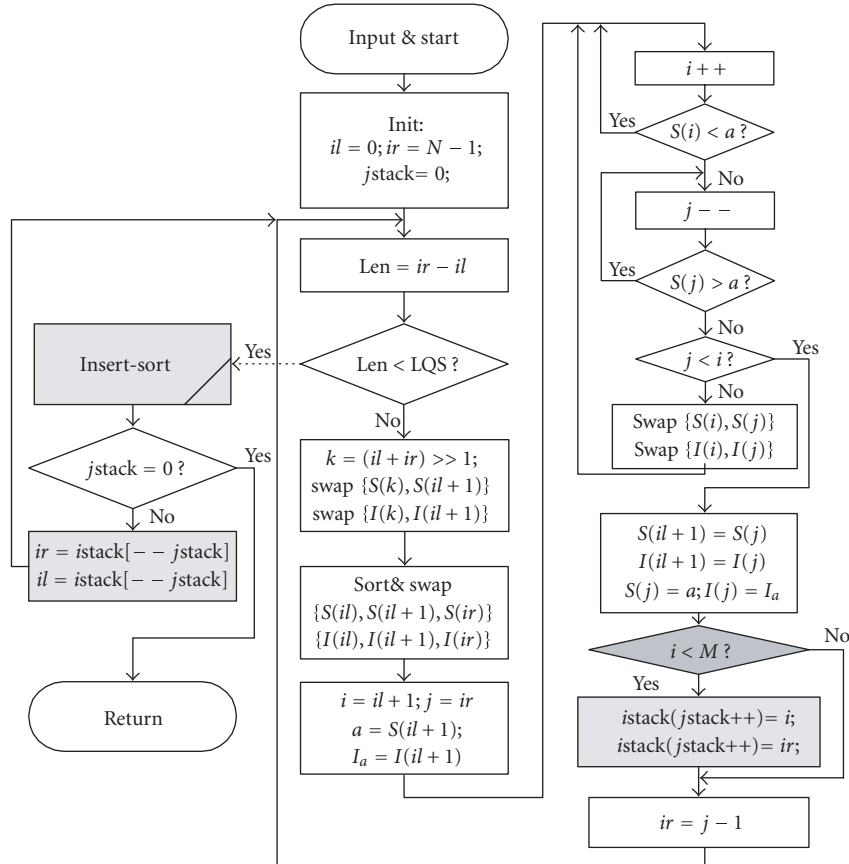 Input & start
Init:
il = 0; ir = N − 1;
jstack= 0;
Len = ir − il
Len < LQS ?
Yes
No
Insert-sort
jstack = 0 ?
Yes
No
ir = istack[− − jstack]
il = istack[− − jstack]
Return
k = (il + ir) >> 1;
swap {S(k), S(il + 1)}
swap {I(k), I(il + 1)}
Sort& swap
{S(il), S(il + 1), S(ir)}
{I(il), I(il + 1), I(ir)}
i = il + 1; j = ir
a = S(il + 1);
Iₐ = I(il + 1)
i + +
S(i) < a ?
Yes
No
j − −
S(j) > a ?
Yes
No
j < i?
Yes
No
Swap {S(i), S(j)}
Swap {I(i), I(j)}
S(il + 1) = S(j)
I(il + 1) = I(j)
S(j) = a; I(j) = Iₐ
i < M ?
No
Yes
istack(jstack++)= i;
istack(jstack++)= ir;
ir = j − 1